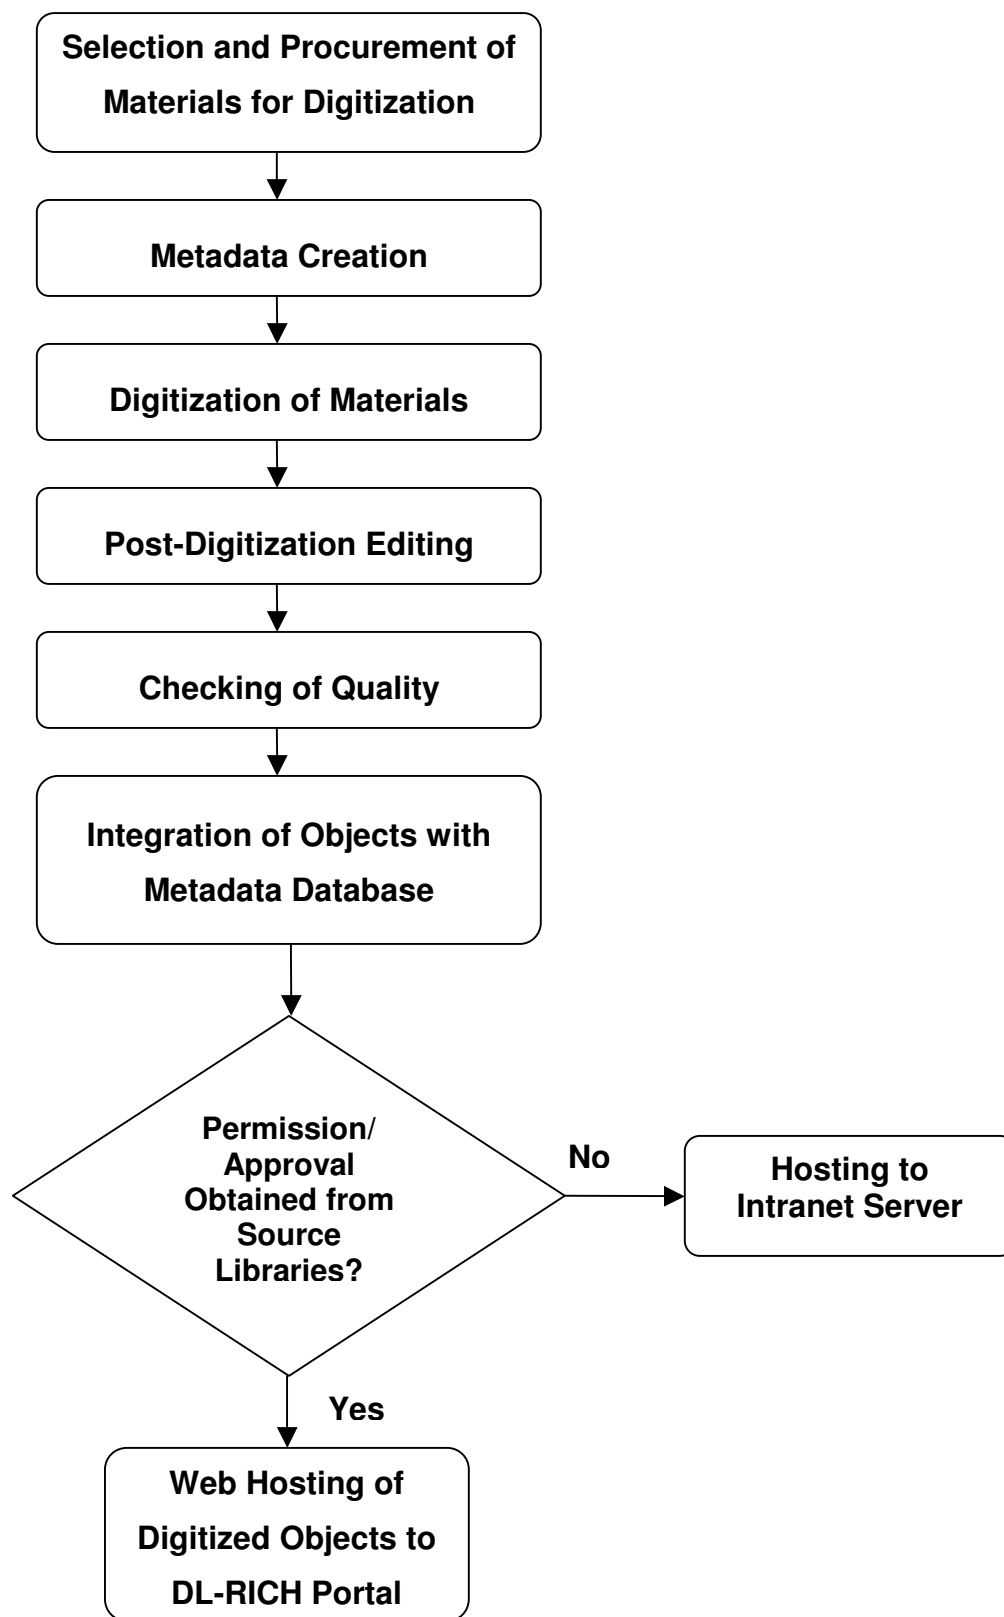 Selection and Procurement of
Materials for Digitization
Metadata Creation
Digitization of Materials
Post-Digitization Editing
Checking of Quality
Integration of Objects with
Metadata Database
Permission/
Approval
Obtained from
Source
Libraries?
No
Hosting to
Intranet Server
Yes
Web Hosting of
Digitized Objects to
DL-RICH Portal